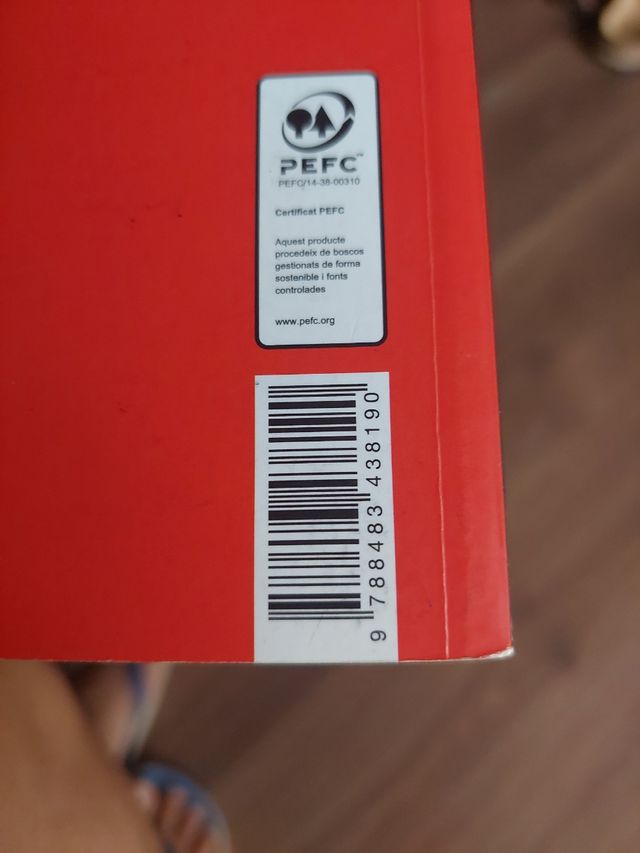 PEFC™
PEFC/14-38-00310
Certificat PEFC
Aquest producte
procedeix de boscos
gestionats de forma
sostenible i fonts
controlades
www.pefc.org
9 788483 438190